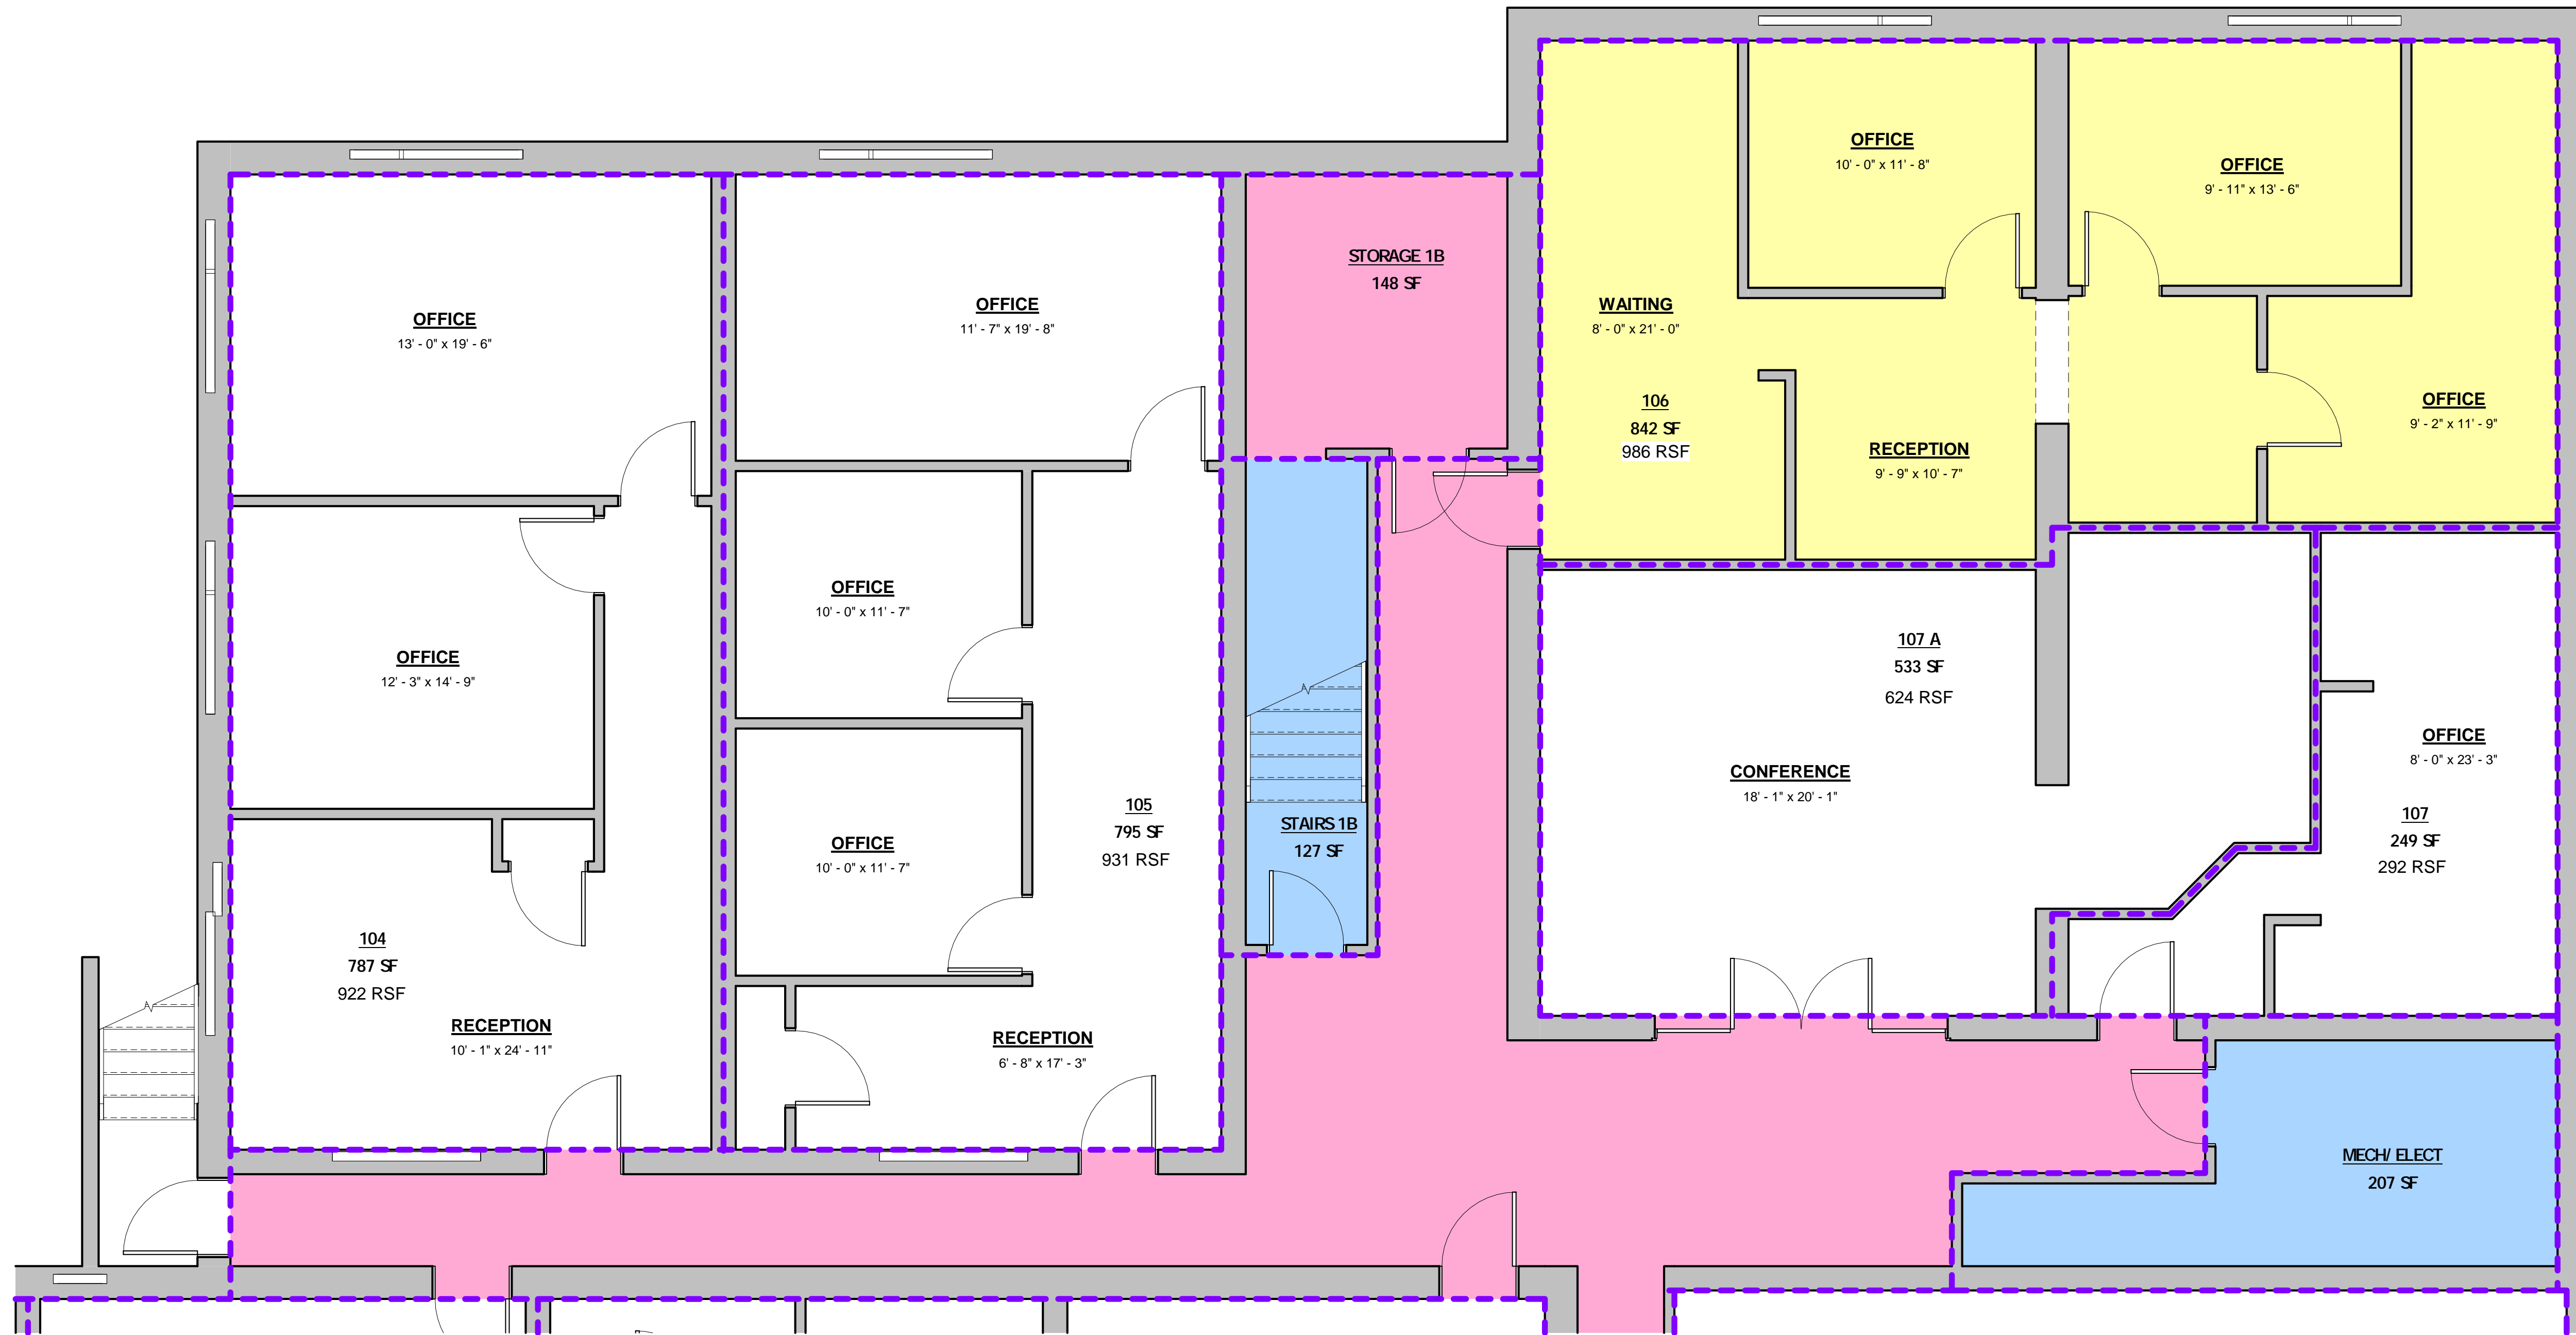 OFFICE
13' - 0" x 19' - 6"
OFFICE
12' - 3" x 14' - 9"
104
787 SF
922 RSF
RECEPTION
10' - 1" x 24' - 11"
OFFICE
11' - 7" x 19' - 8"
OFFICE
10' - 0" x 11' - 7"
OFFICE
10' - 0" x 11' - 7"
105
795 SF
931 RSF
RECEPTION
6' - 8" x 17' - 3"
STORAGE 1B
148 SF
STAIRS 1B
127 SF
WAITING
8' - 0" x 21' - 0"
106
842 SF
986 RSF
OFFICE
10' - 0" x 11' - 8"
RECEPTION
9' - 9" x 10' - 7"
OFFICE
9' - 11" x 13' - 6"
OFFICE
9' - 2" x 11' - 9"
107 A
533 SF
624 RSF
CONFERENCE
18' - 1" x 20' - 1"
OFFICE
8' - 0" x 23' - 3"
107
249 SF
292 RSF
MECH/ ELECT
207 SF